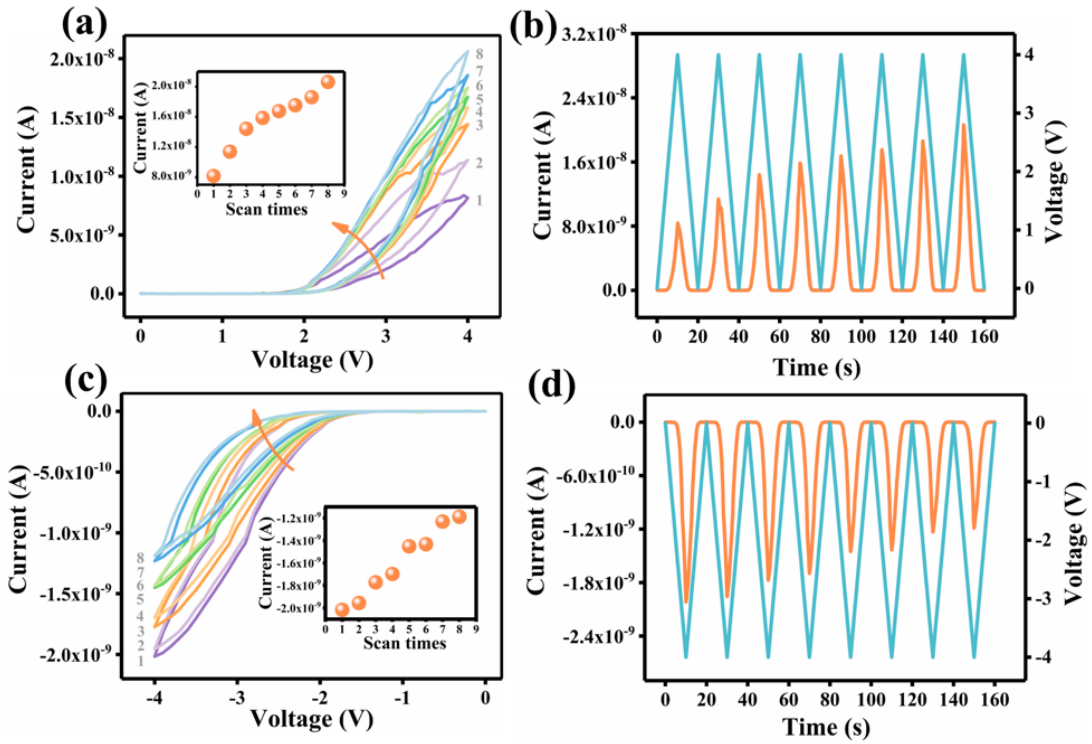 (a)
Current (A)
2.0x10⁻⁸
1.5x10⁻⁸
1.0x10⁻⁸
5.0x10⁻⁹
0.0
0 1 2 3 4
Voltage (V)
8
7
6
5
4
3
2
1
Current (A)
2.0x10⁻⁸
1.6x10⁻⁸
1.2x10⁻⁸
8.0x10⁻⁹
0 1 2 3 4 5 6 7 8 9
Scan times
(b)
Current (A)
3.2x10⁻⁸
2.4x10⁻⁸
1.6x10⁻⁸
8.0x10⁻⁹
0.0
0 20 40 60 80 100 120 140 160
Time (s)
Voltage (V)
4
3
2
1
0
(c)
Current (A)
0.0
-5.0x10⁻¹⁰
-1.0x10⁻⁹
-1.5x10⁻⁹
-2.0x10⁻⁹
-4 -3 -2 -1 0
Voltage (V)
8
7
6
5
4
3
2
1
Current (A)
-1.2x10⁻⁹
-1.4x10⁻⁹
-1.6x10⁻⁹
-1.8x10⁻⁹
-2.0x10⁻⁹
0 1 2 3 4 5 6 7 8 9
Scan times
(d)
Current (A)
0.0
-6.0x10⁻¹⁰
-1.2x10⁻⁹
-1.8x10⁻⁹
-2.4x10⁻⁹
0 20 40 60 80 100 120 140 160
Time (s)
Voltage (V)
0
-1
-2
-3
-4